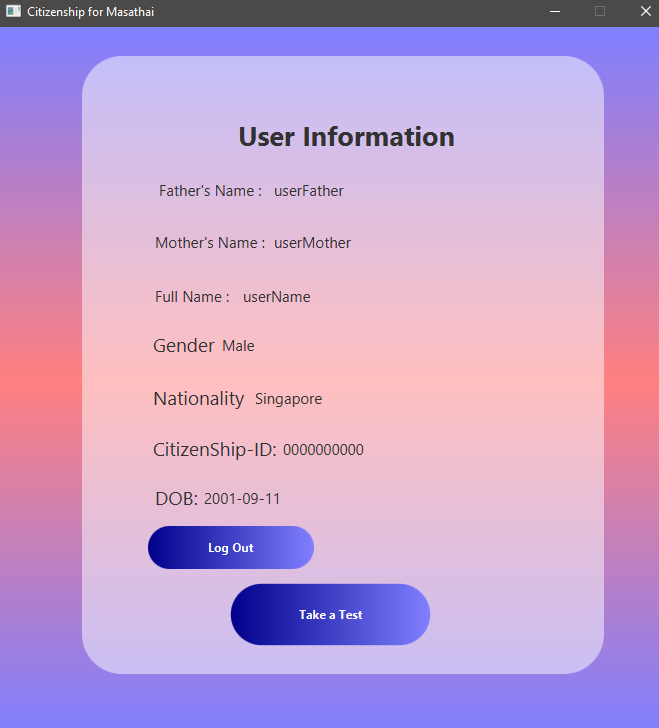 Citizenship for Masathai
User Information
Father's Name : userFather
Mother's Name : userMother
Full Name : userName
Gender Male
Nationality Singapore
CitizenShip-ID: 0000000000
DOB: 2001-09-11
Log Out
Take a Test